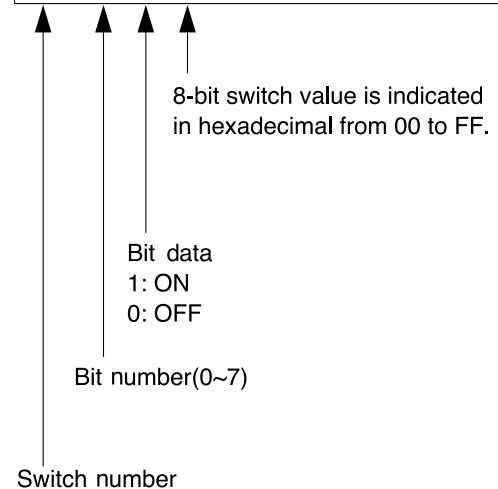 8-bit switch value is indicated
in hexadecimal from 00 to FF.
Bit data
1: ON
0: OFF
Bit number(0~7)
Switch number